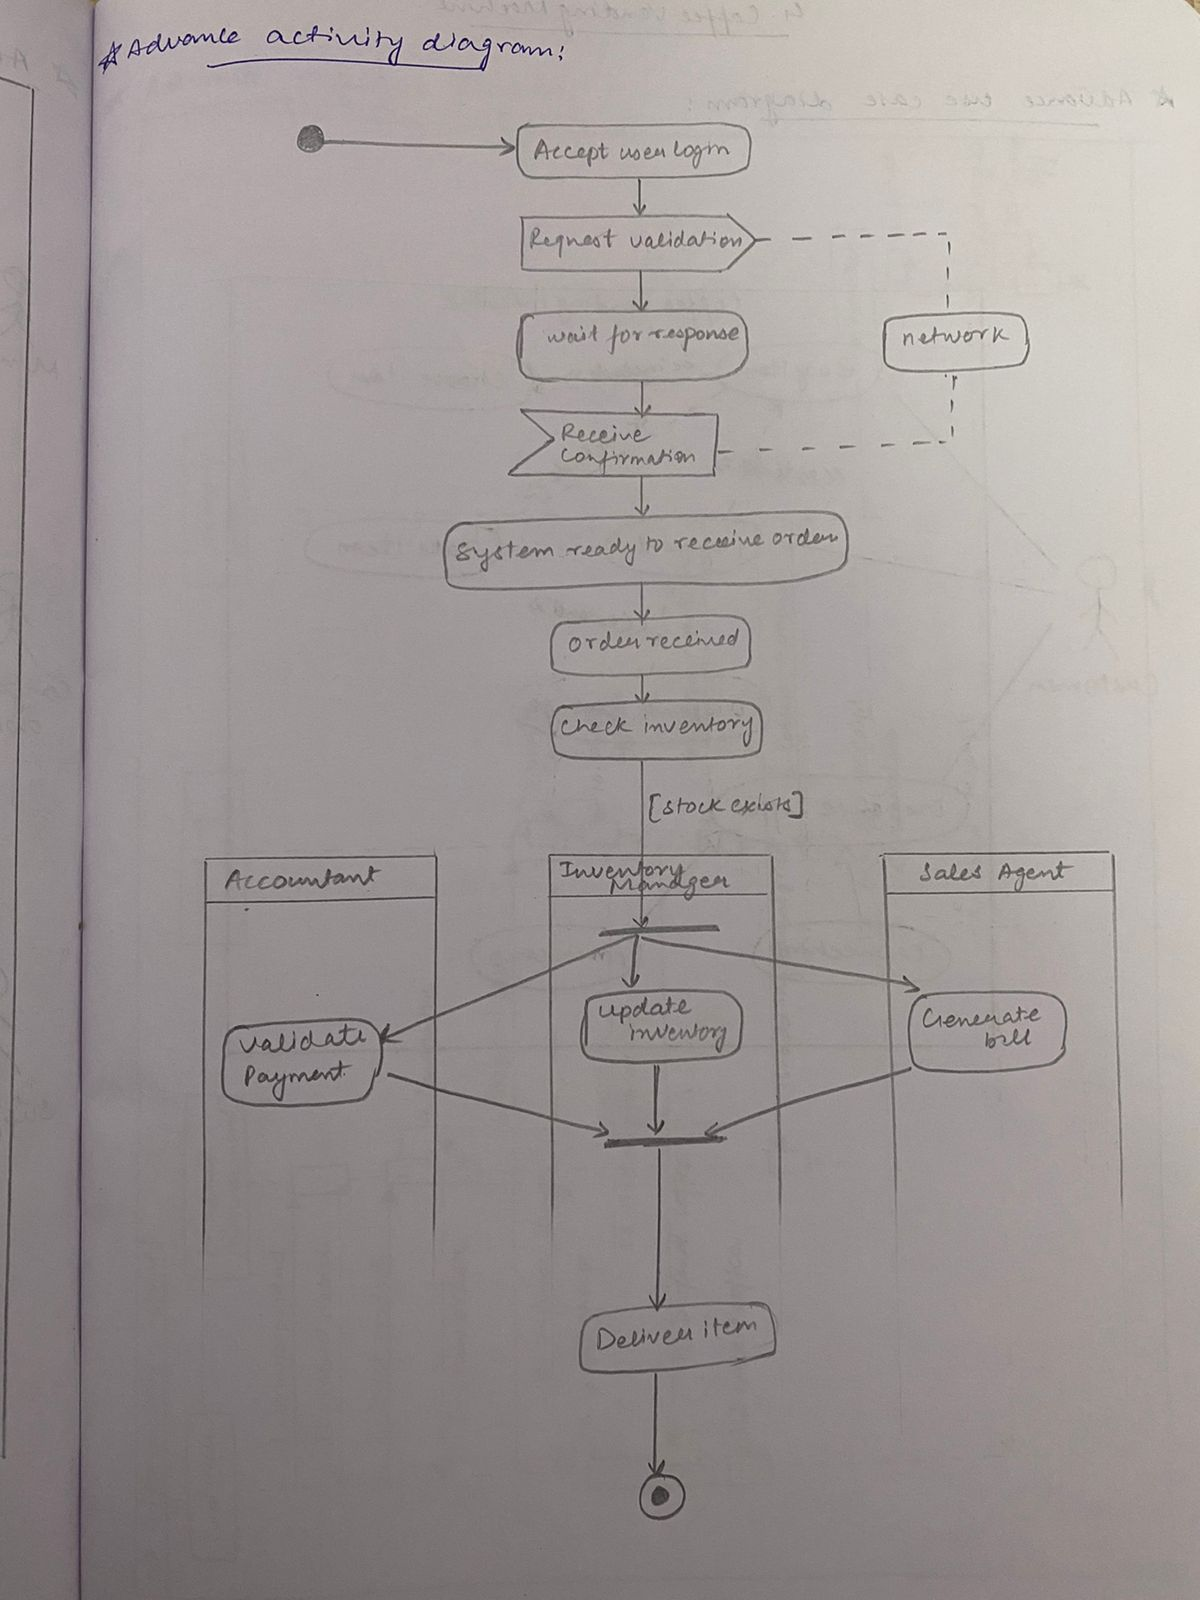 * Advance activity diagram:
Accept user login
Request validation
wait for response
network
Receive
Confirmation
System ready to receive order
Order received
Check inventory
[stock exists]
Accountant
Inventory
Manager
Sales Agent
Validate
Payment
Update
inventory
Generate
bill
Deliver item